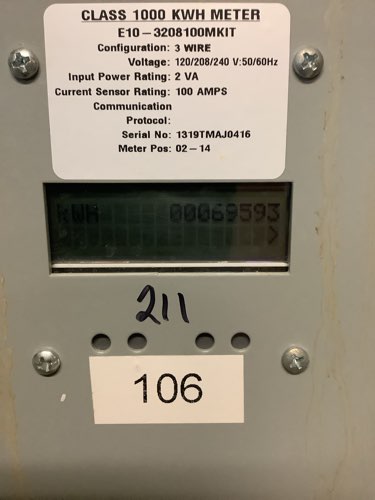 CLASS 1000 KWH METER
E10-3208100MKIT
Configuration: 3 WIRE
Voltage: 120/208/240 V:50/60Hz
Input Power Rating: 2 VA
Current Sensor Rating: 100 AMPS
Communication
Protocol:
Serial No: 1319TMAJ0416
Meter Pos: 02-14
kWH 00069593
>
211
106